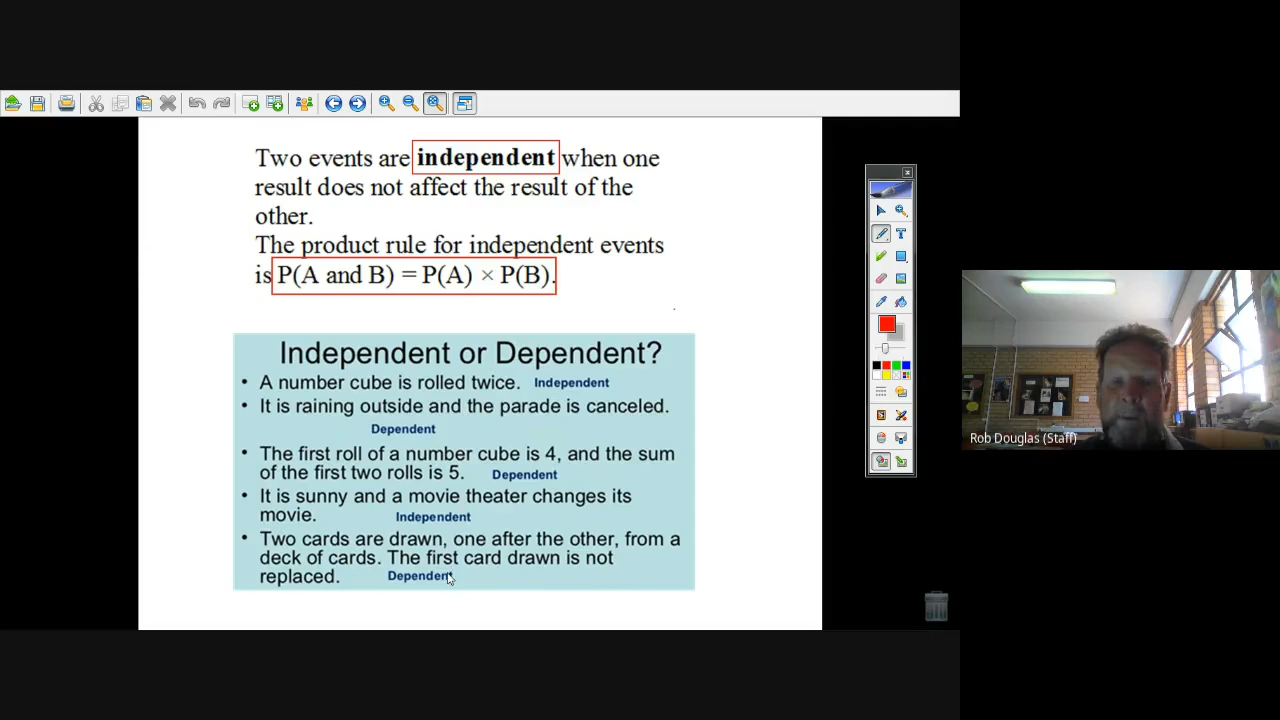 Two events are independent when one
result does not affect the result of the
other.
The product rule for independent events
is P(A and B) = P(A) × P(B).
Independent or Dependent?
• A number cube is rolled twice. Independent
• It is raining outside and the parade is canceled.
Dependent
• The first roll of a number cube is 4, and the sum
of the first two rolls is 5. Dependent
• It is sunny and a movie theater changes its
movie. Independent
• Two cards are drawn, one after the other, from a
deck of cards. The first card drawn is not
replaced. Dependent
Rob Douglas (Staff)